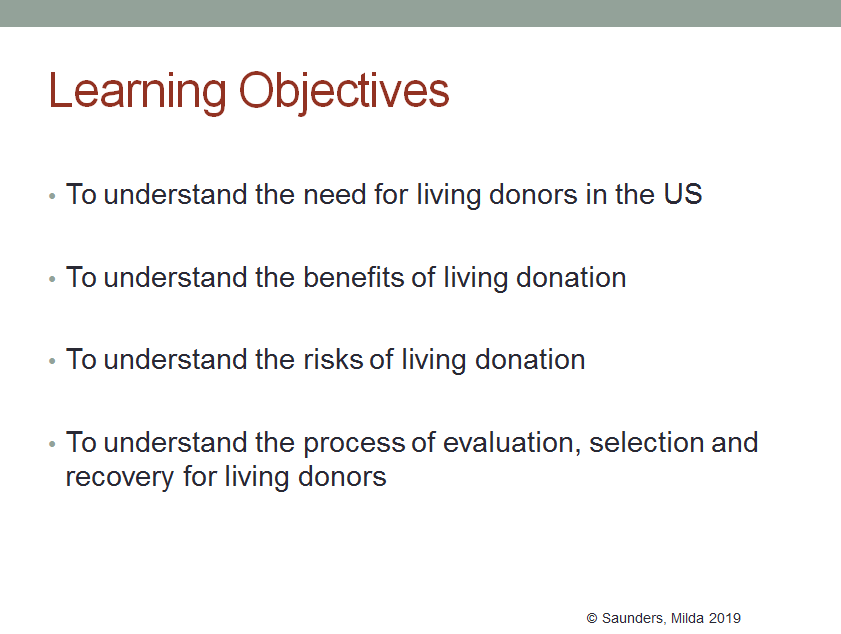 Learning Objectives
• To understand the need for living donors in the US
• To understand the benefits of living donation
• To understand the risks of living donation
• To understand the process of evaluation, selection and
recovery for living donors
© Saunders, Milda 2019